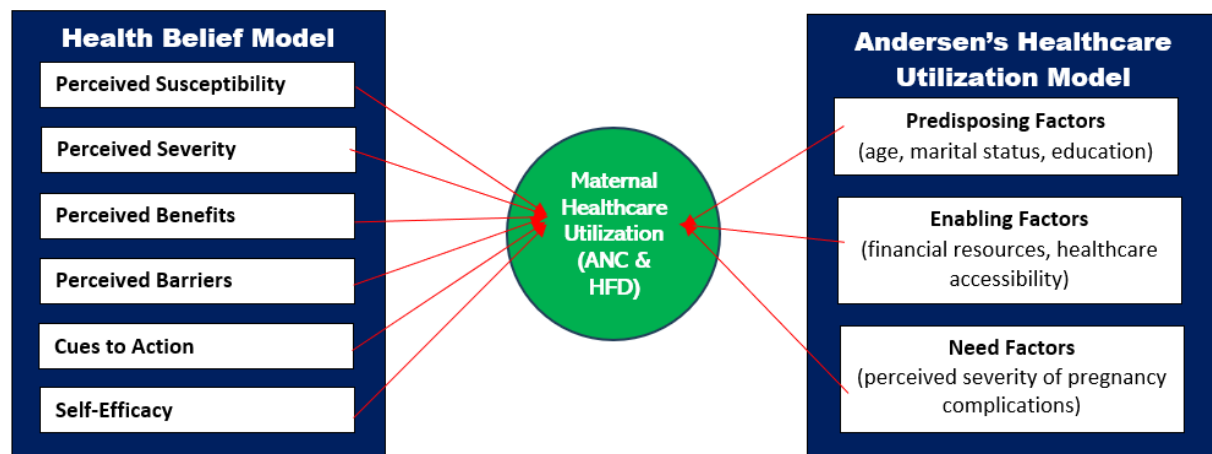 Health Belief Model
Perceived Susceptibility
Perceived Severity
Perceived Benefits
Perceived Barriers
Cues to Action
Self-Efficacy
Maternal
Healthcare
Utilization
(ANC &
HFD)
Andersen’s Healthcare
Utilization Model
Predisposing Factors
(age, marital status, education)
Enabling Factors
(financial resources, healthcare
accessibility)
Need Factors
(perceived severity of pregnancy
complications)